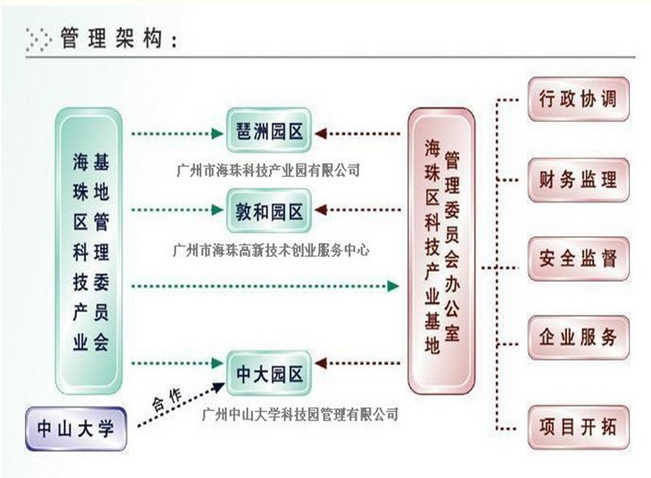 管理架构：
海珠区科技产业
基地管理委员会
琶洲园区
广州市海珠科技产业园有限公司
敦和园区
广州市海珠高新技术创业服务中心
中大园区
广州中山大学科技园管理有限公司
中山大学
合作
海珠区科技产业基地
管理委员会办公室
行政协调
财务监理
安全监督
企业服务
项目开拓